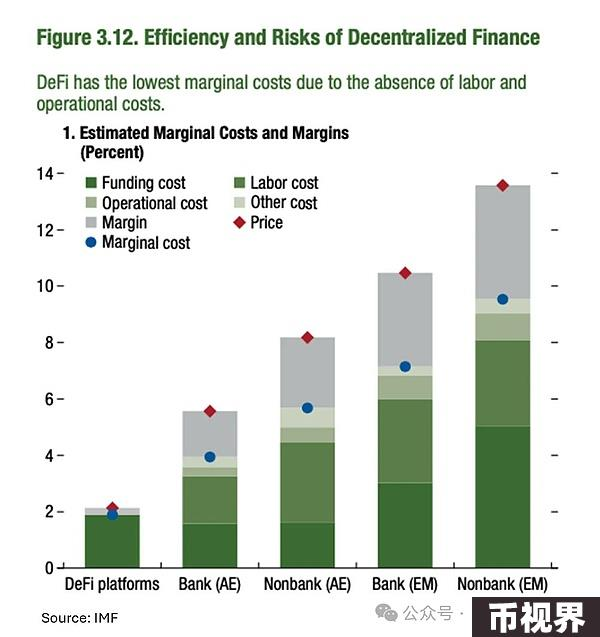 Figure 3.12. Efficiency and Risks of Decentralized Finance
DeFi has the lowest marginal costs due to the absence of labor and
operational costs.
1. Estimated Marginal Costs and Margins
(Percent)
Funding cost
Labor cost
Operational cost
Other cost
Margin
Price
Marginal cost
14
12
10
8
6
4
2
0
DeFi platforms
Bank (AE)
Nonbank (AE)
Bank (EM)
Nonbank (EM)
Source: IMF
公众号 ·
币视界